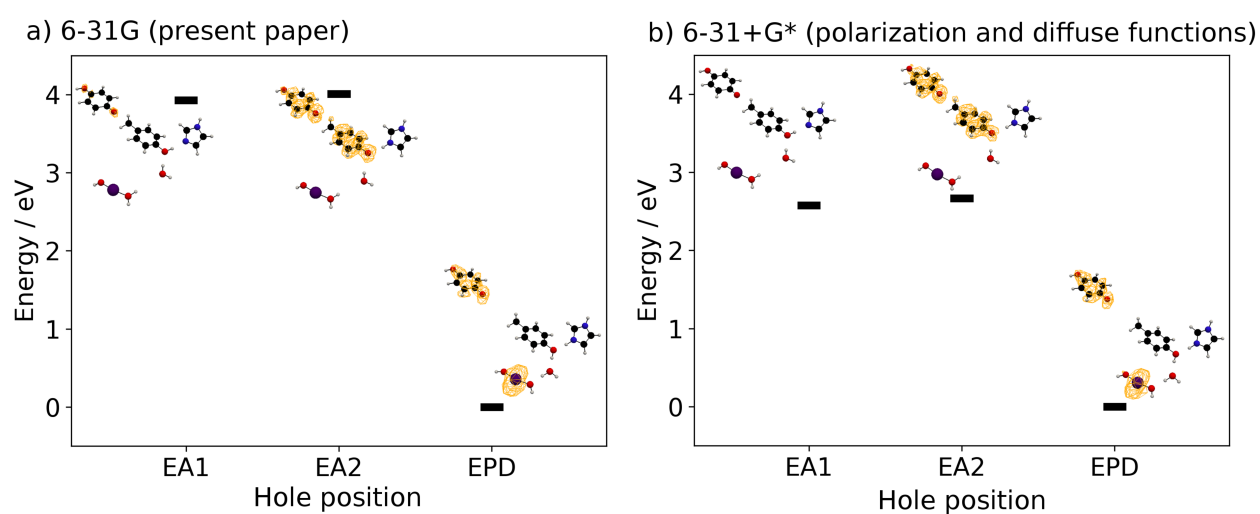 a) 6-31G (present paper)
b) 6-31+G* (polarization and diffuse functions)
Energy / eV
4
3
2
1
0
EA1
EA2
EPD
Hole position
Energy / eV
4
3
2
1
0
EA1
EA2
EPD
Hole position